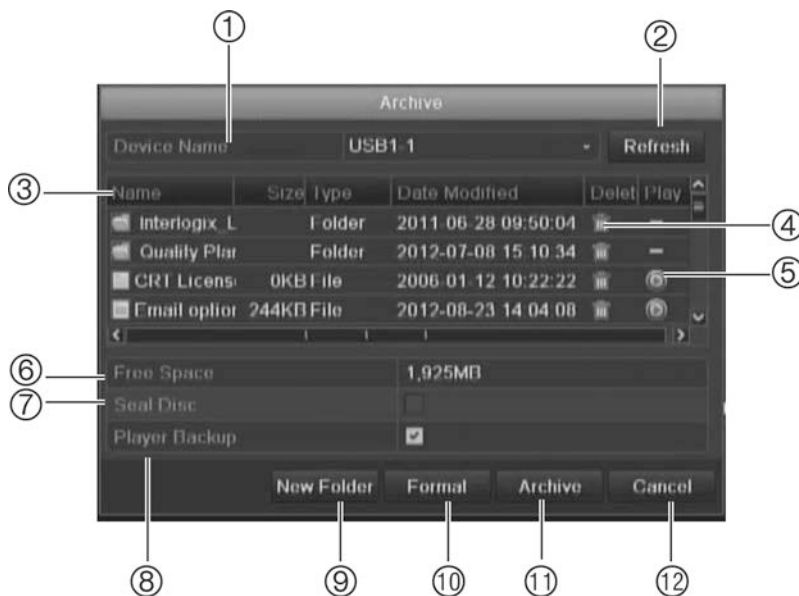 ① ②
Archive
Device Name USB1-1 Refresh
③ Name Size Type Date Modified Delet Play
Interlogix_L Folder 2011-06-28 09:50:04 ④
Quality Plar Folder 2012-07-08 15:10:34
CRT Licens 0KB File 2006-01-12 10:22:22 ⑤
Email optior 244KB File 2012-08-23 14:04:08
⑥ Free Space 1,925MB
⑦ Seal Disc
Player Backup
New Folder Format Archive Cancel
⑧ ⑨ ⑩ ⑪ ⑫